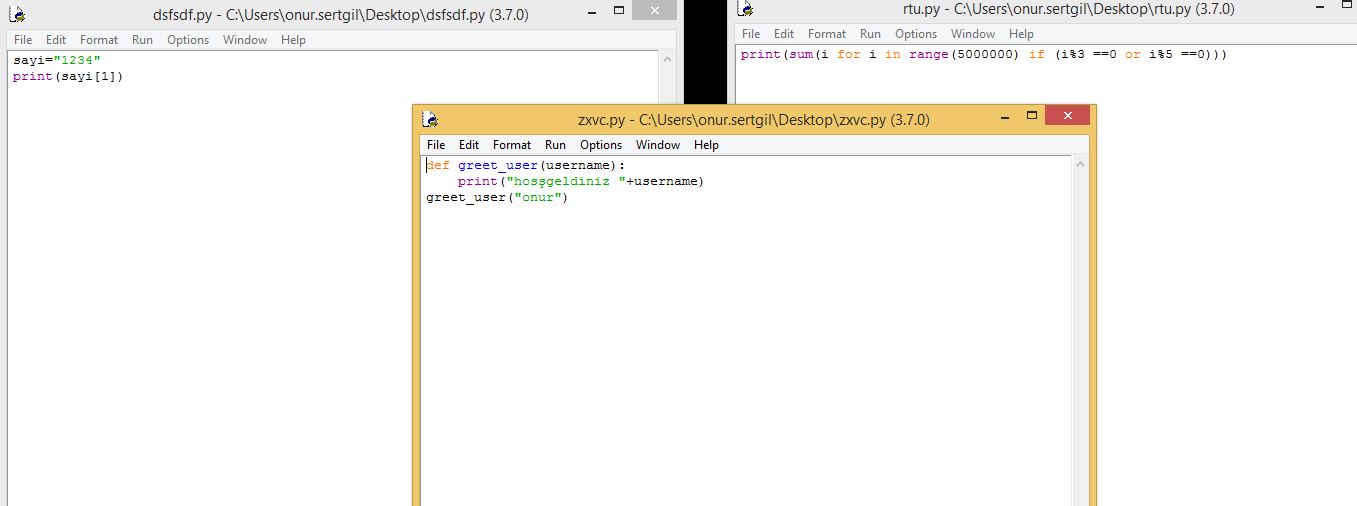 dsfsdf.py - C:\Users\onur.sertgil\Desktop\dsfsdf.py (3.7.0)
File Edit Format Run Options Window Help
sayi="1234"
print(sayi[1])
rtu.py - C:\Users\onur.sertgil\Desktop\rtu.py (3.7.0)
File Edit Format Run Options Window Help
print(sum(i for i in range(5000000) if (i%3 ==0 or i%5 ==0)))
zxvc.py - C:\Users\onur.sertgil\Desktop\zxvc.py (3.7.0)
File Edit Format Run Options Window Help
def greet_user(username):
    print("hosşgeldiniz "+username)
greet_user("onur")